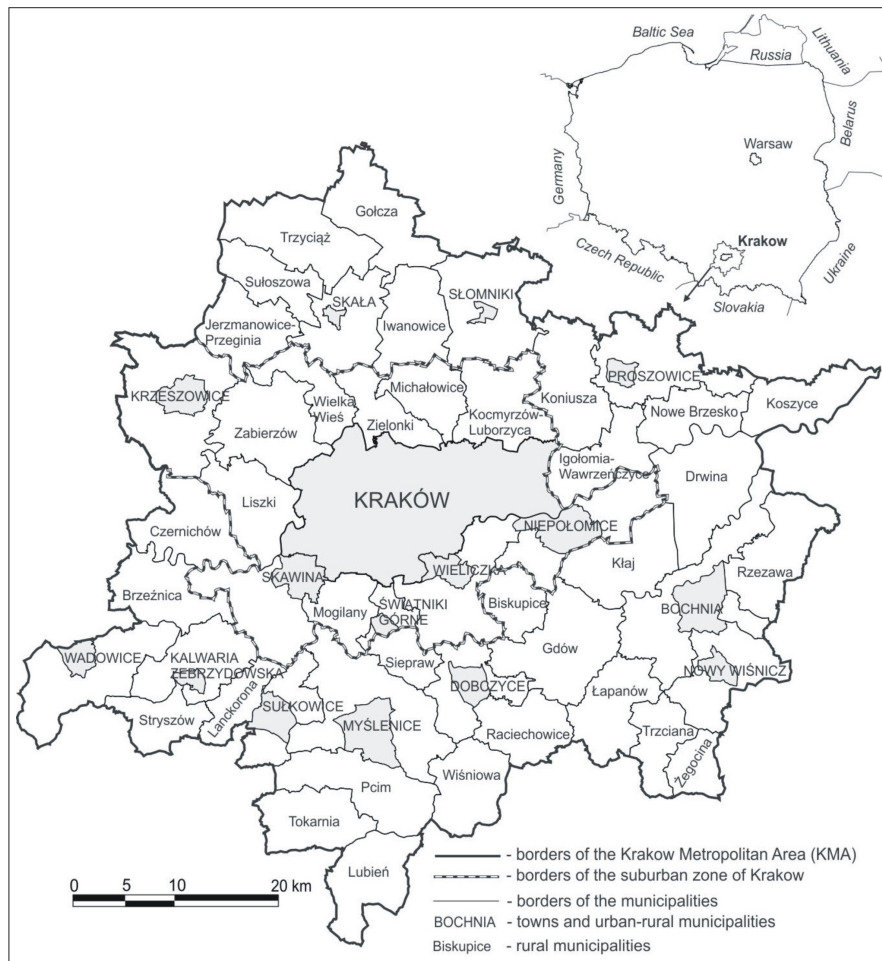 Baltic Sea
Russia
Lithuania
Belarus
Warsaw
Germany
Krakow
Czech Republic
Ukraine
Slovakia
Gołcza
Trzyciąż
Sułoszowa
SKAŁA
SŁOMNIKI
Jerzmanowice-
Przeginia
Iwanowice
KRZESZOWICE
Wielka
Wieś
Michałowice
Koniusza
PROSZOWICE
Nowe Brzesko
Koszyce
Zabierzów
Zielonki
Kocmyrzów-
Luborzyca
Igołomia-
Wawrzeńczyce
Drwina
Liszki
KRAKÓW
Czernichów
NIEPOŁOMICE
SKAWINA
WIELICZKA
Kłaj
Rzezawa
Brzeźnica
Mogilany
ŚWIĄTNIKI
GÓRNE
Biskupice
BOCHNIA
WADOWICE
KALWARIA
ZEBRZYDOWSKA
Siepraw
Gdów
NOWY WIŚNICZ
Stryszów
Lanckorona
SUŁKOWICE
MYŚLENICE
DOBCZYCE
Łapanów
Raciechowice
Trzciana
Żegocina
Pcim
Wiśniowa
Tokarnia
Lubień
0 5 10 20 km
- borders of the Krakow Metropolitan Area (KMA)
- borders of the suburban zone of Krakow
- borders of the municipalities
BOCHNIA - towns and urban-rural municipalities
Biskupice - rural municipalities